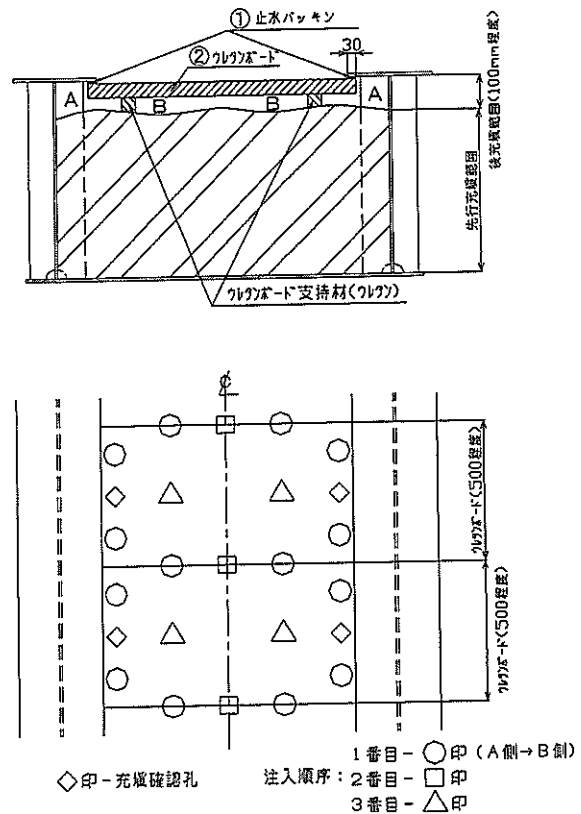 ① 止水パッキン
② ウレタンボード
30
A
B
B
A
後充填範囲(100mm程度)
先行充填範囲
ウレタンボード支持材(ウレタン)
℄
ウレタンボード(500程度)
ウレタンボード(500程度)
◇印-充填確認孔
注入順序：
1番目-○印(A側→B側)
2番目-□印
3番目-△印